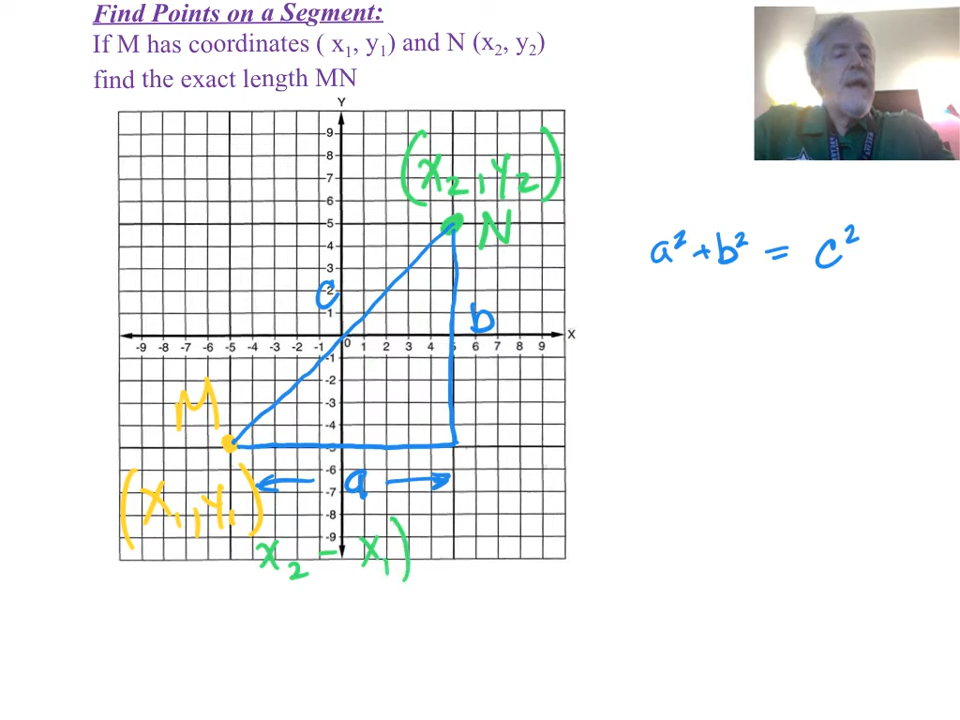 Find Points on a Segment:
If M has coordinates ( x₁, y₁) and N (x₂, y₂)
find the exact length MN
Y
9
8
7
6
5
4
3
2
1
-9 -8 -7 -6 -5 -4 -3 -2 -1 0 1 2 3 4 5 6 7 8 9 X
-1
-2
-3
-4
-5
-6
-7
-8
-9
(x₂, y₂)
N
a² + b² = c²
c
b
M
a
(x₁, y₁)
x₂ - x₁)